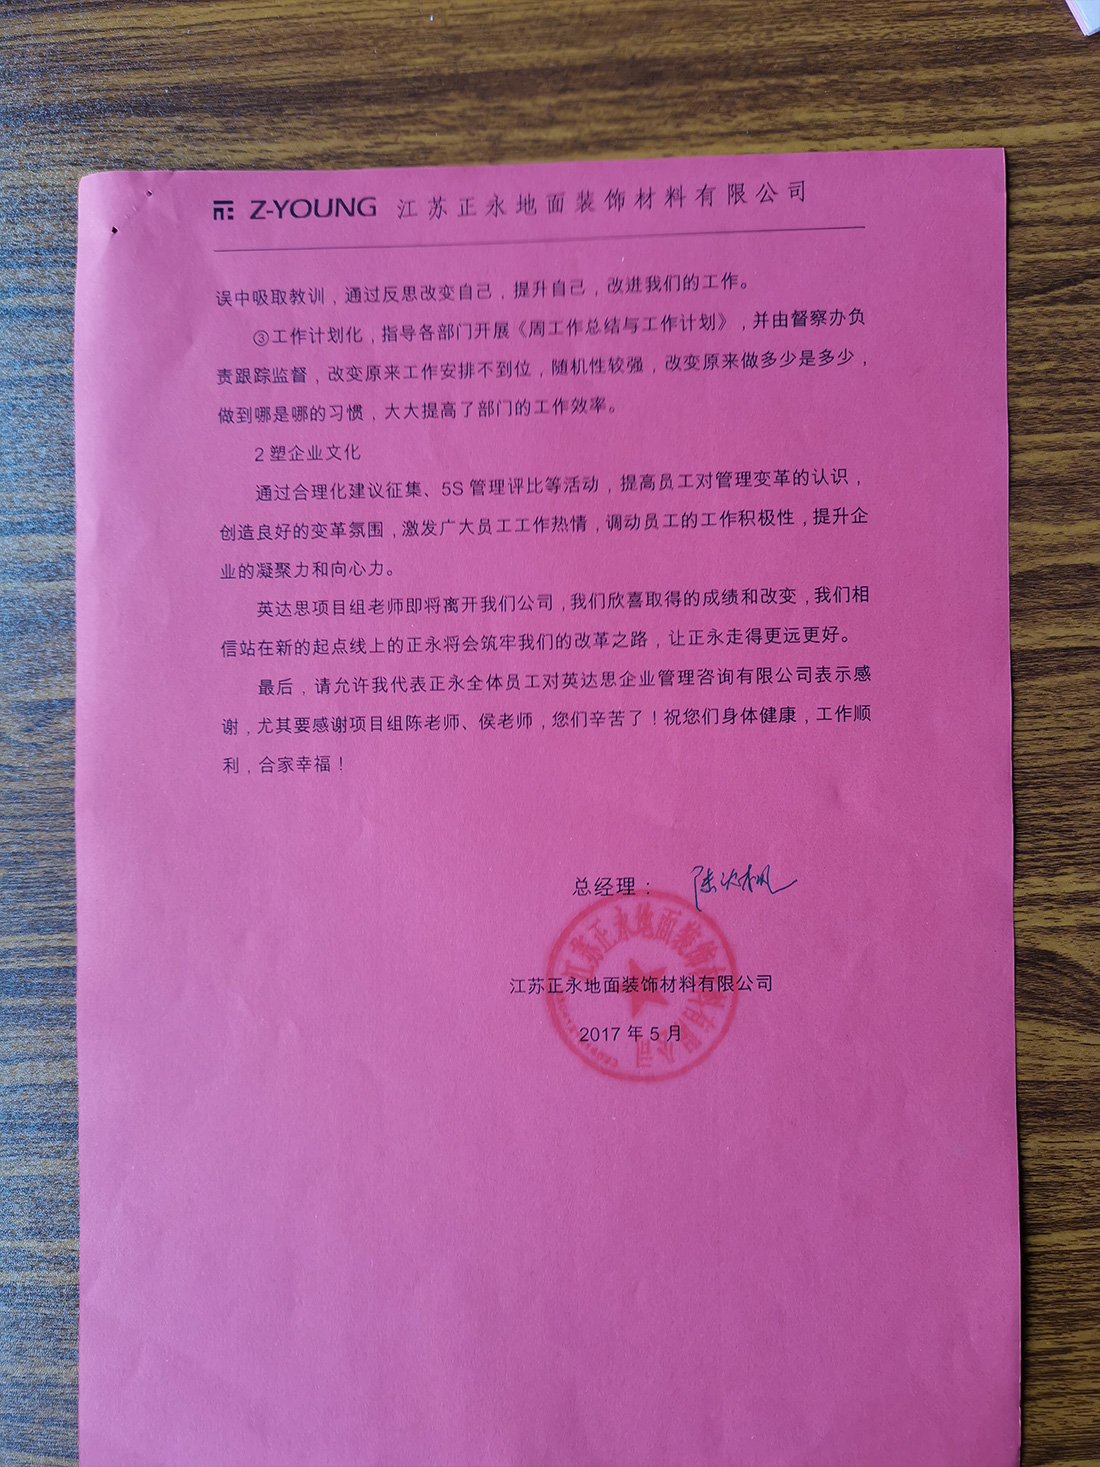 Z-YOUNG 江苏正永地面装饰材料有限公司
误中吸取教训，通过反思改变自己，提升自己，改进我们的工作。
③工作计划化，指导各部门开展《周工作总结与工作计划》，并由督察办负
责跟踪监督，改变原来工作安排不到位，随机性较强，改变原来做多少是多少，
做到哪是哪的习惯，大大提高了部门的工作效率。
2 塑企业文化
通过合理化建议征集、5S 管理评比等活动，提高员工对管理变革的认识，
创造良好的变革氛围，激发广大员工工作热情，调动员工的工作积极性，提升企
业的凝聚力和向心力。
英达思项目组老师即将离开我们公司，我们欣喜取得的成绩和改变，我们相
信站在新的起点线上的正永将会筑牢我们的改革之路，让正永走得更远更好。
最后，请允许我代表正永全体员工对英达思企业管理咨询有限公司表示感
谢，尤其要感谢项目组陈老师、侯老师，您们辛苦了！祝您们身体健康，工作顺
利，合家幸福！
总经理：
江苏正永地面装饰材料有限公司
江苏正永地面装饰材料有限公司
2017 年 5 月